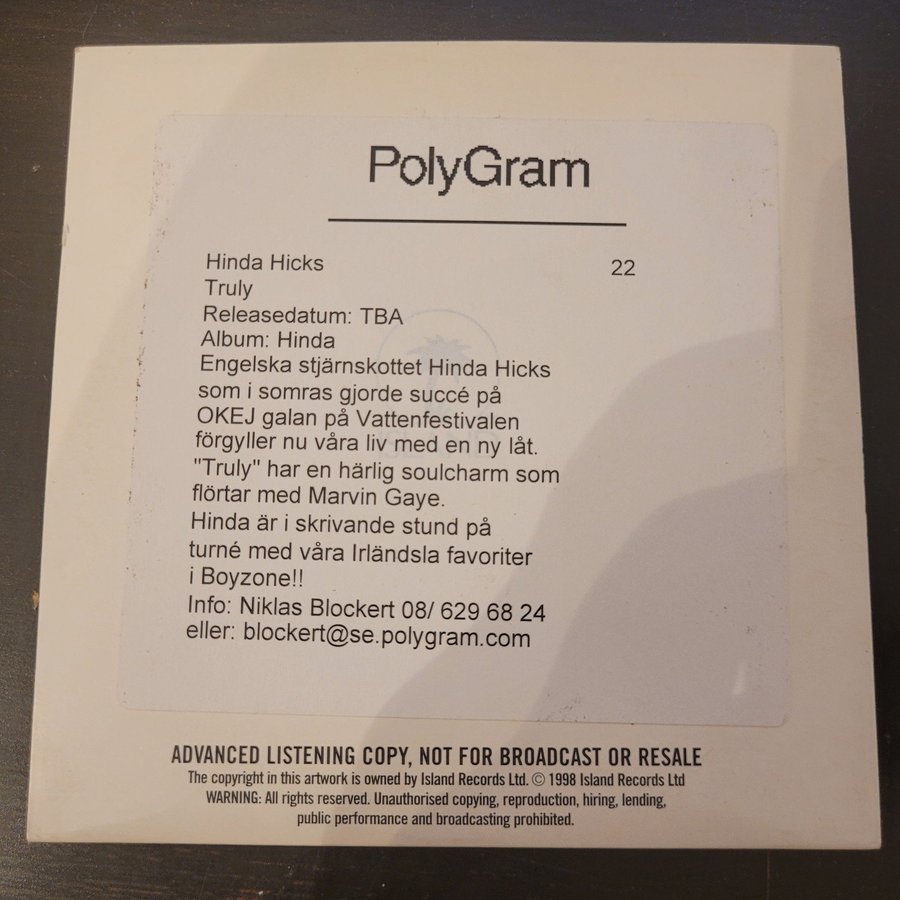 PolyGram
Hinda Hicks 22
Truly
Releasedatum: TBA
Album: Hinda
Engelska stjärnskottet Hinda Hicks
som i somras gjorde succé på
OKEJ galan på Vattenfestivalen
förgyller nu våra liv med en ny låt.
"Truly" har en härlig soulcharm som
flörtar med Marvin Gaye.
Hinda är i skrivande stund på
turné med våra Irländsla favoriter
i Boyzone!!
Info: Niklas Blockert 08/ 629 68 24
eller: blockert@se.polygram.com
ADVANCED LISTENING COPY, NOT FOR BROADCAST OR RESALE
The copyright in this artwork is owned by Island Records Ltd. © 1998 Island Records Ltd
WARNING: All rights reserved. Unauthorised copying, reproduction, hiring, lending,
public performance and broadcasting prohibited.